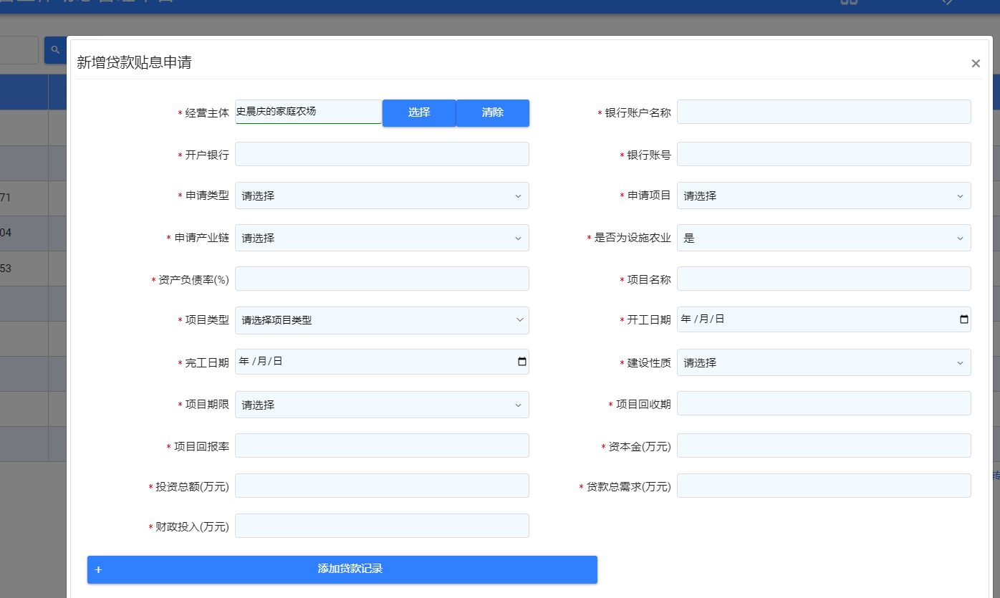 新增贷款贴息申请
×
* 经营主体 史晨庆的家庭农场 选择 清除 * 银行账户名称
* 开户银行 * 银行账号
* 申请类型 请选择 * 申请项目 请选择
71
* 申请产业链 请选择 * 是否为设施农业 是
04
53
* 资产负债率(%) * 项目名称
* 项目类型 请选择项目类型 * 开工日期 年 /月/日
* 完工日期 年 /月/日 * 建设性质 请选择
* 项目期限 请选择 * 项目回收期
* 项目回报率 * 资本金(万元)
转
* 投资总额(万元) * 贷款总需求(万元)
* 财政投入(万元)
+ 添加贷款记录